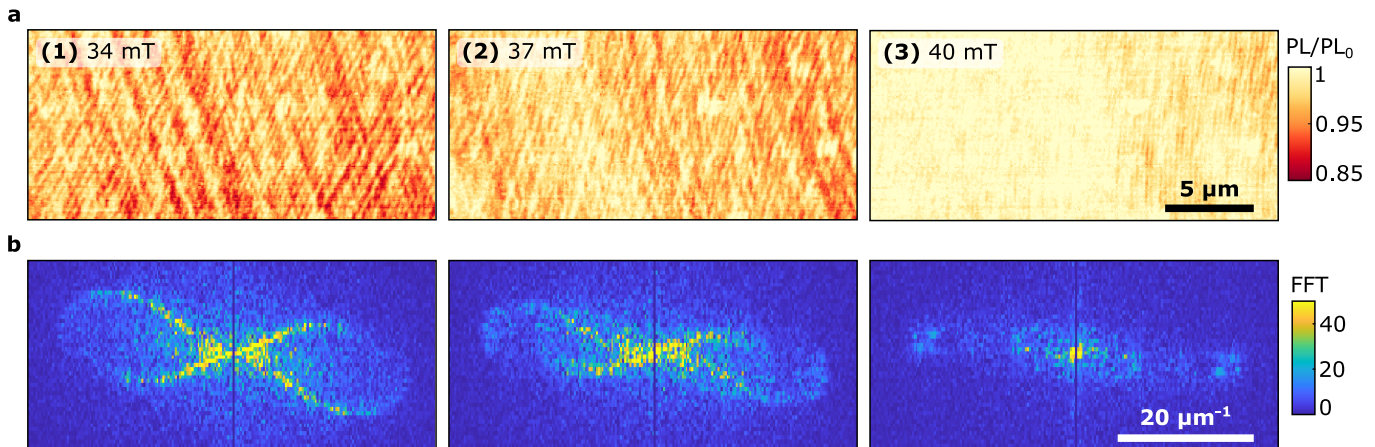 a
(1) 34 mT
(2) 37 mT
(3) 40 mT
PL/PL₀
1
0.95
0.85
5 µm
b
FFT
40
20
0
20 µm⁻¹